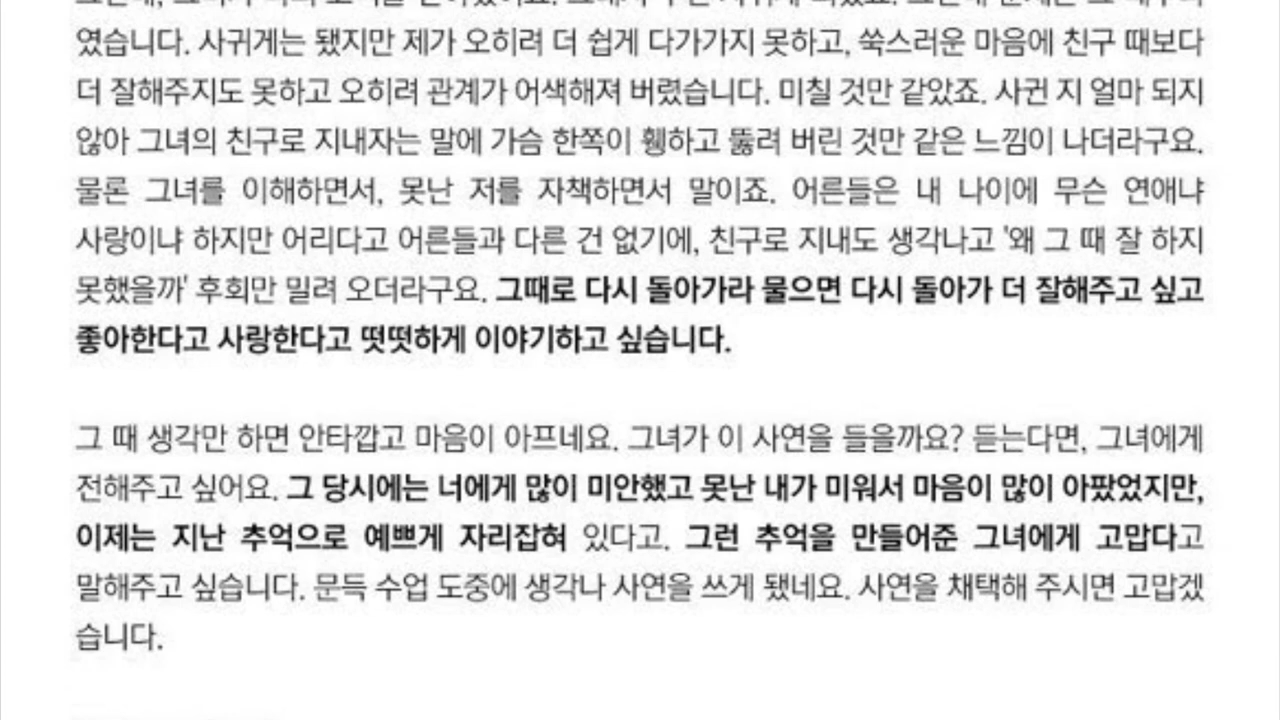 였습니다. 사귀게는 됐지만 제가 오히려 더 쉽게 다가가지 못하고, 쑥스러운 마음에 친구 때보다
더 잘해주지도 못하고 오히려 관계가 어색해져 버렸습니다. 미칠 것만 같았죠. 사귄 지 얼마 되지
않아 그녀의 친구로 지내자는 말에 가슴 한쪽이 휑하고 뚫려 버린 것만 같은 느낌이 나더라구요.
물론 그녀를 이해하면서, 못난 저를 자책하면서 말이죠. 어른들은 내 나이에 무슨 연애냐
사랑이냐 하지만 어리다고 어른들과 다른 건 없기에, 친구로 지내도 생각나고 '왜 그 때 잘 하지
못했을까' 후회만 밀려 오더라구요. 그때로 다시 돌아가라 물으면 다시 돌아가 더 잘해주고 싶고
좋아한다고 사랑한다고 떳떳하게 이야기하고 싶습니다.
그 때 생각만 하면 안타깝고 마음이 아프네요. 그녀가 이 사연을 들을까요? 듣는다면, 그녀에게
전해주고 싶어요. 그 당시에는 너에게 많이 미안했고 못난 내가 미워서 마음이 많이 아팠었지만,
이제는 지난 추억으로 예쁘게 자리잡혀 있다고. 그런 추억을 만들어준 그녀에게 고맙다고
말해주고 싶습니다. 문득 수업 도중에 생각나 사연을 쓰게 됐네요. 사연을 채택해 주시면 고맙겠
습니다.